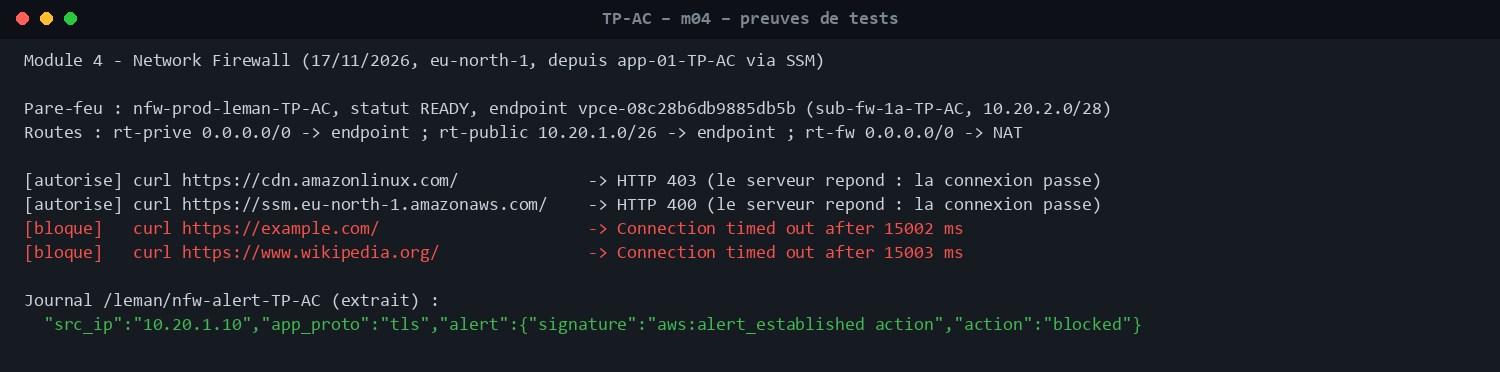 TP-AC – m04 – preuves de tests
Module 4 - Network Firewall (17/11/2026, eu-north-1, depuis app-01-TP-AC via SSM)
Pare-feu : nfw-prod-leman-TP-AC, statut READY, endpoint vpce-08c28b6db9885db5b (sub-fw-1a-TP-AC, 10.20.2.0/28)
Routes : rt-prive 0.0.0.0/0 -> endpoint ; rt-public 10.20.1.0/26 -> endpoint ; rt-fw 0.0.0.0/0 -> NAT
[autorise] curl https://cdn.amazonlinux.com/ -> HTTP 403 (le serveur repond : la connexion passe)
[autorise] curl https://ssm.eu-north-1.amazonaws.com/ -> HTTP 400 (le serveur repond : la connexion passe)
[bloque] curl https://example.com/ -> Connection timed out after 15002 ms
[bloque] curl https://www.wikipedia.org/ -> Connection timed out after 15003 ms
Journal /leman/nfw-alert-TP-AC (extrait) :
"src_ip":"10.20.1.10","app_proto":"tls","alert":{"signature":"aws:alert_established action","action":"blocked"}